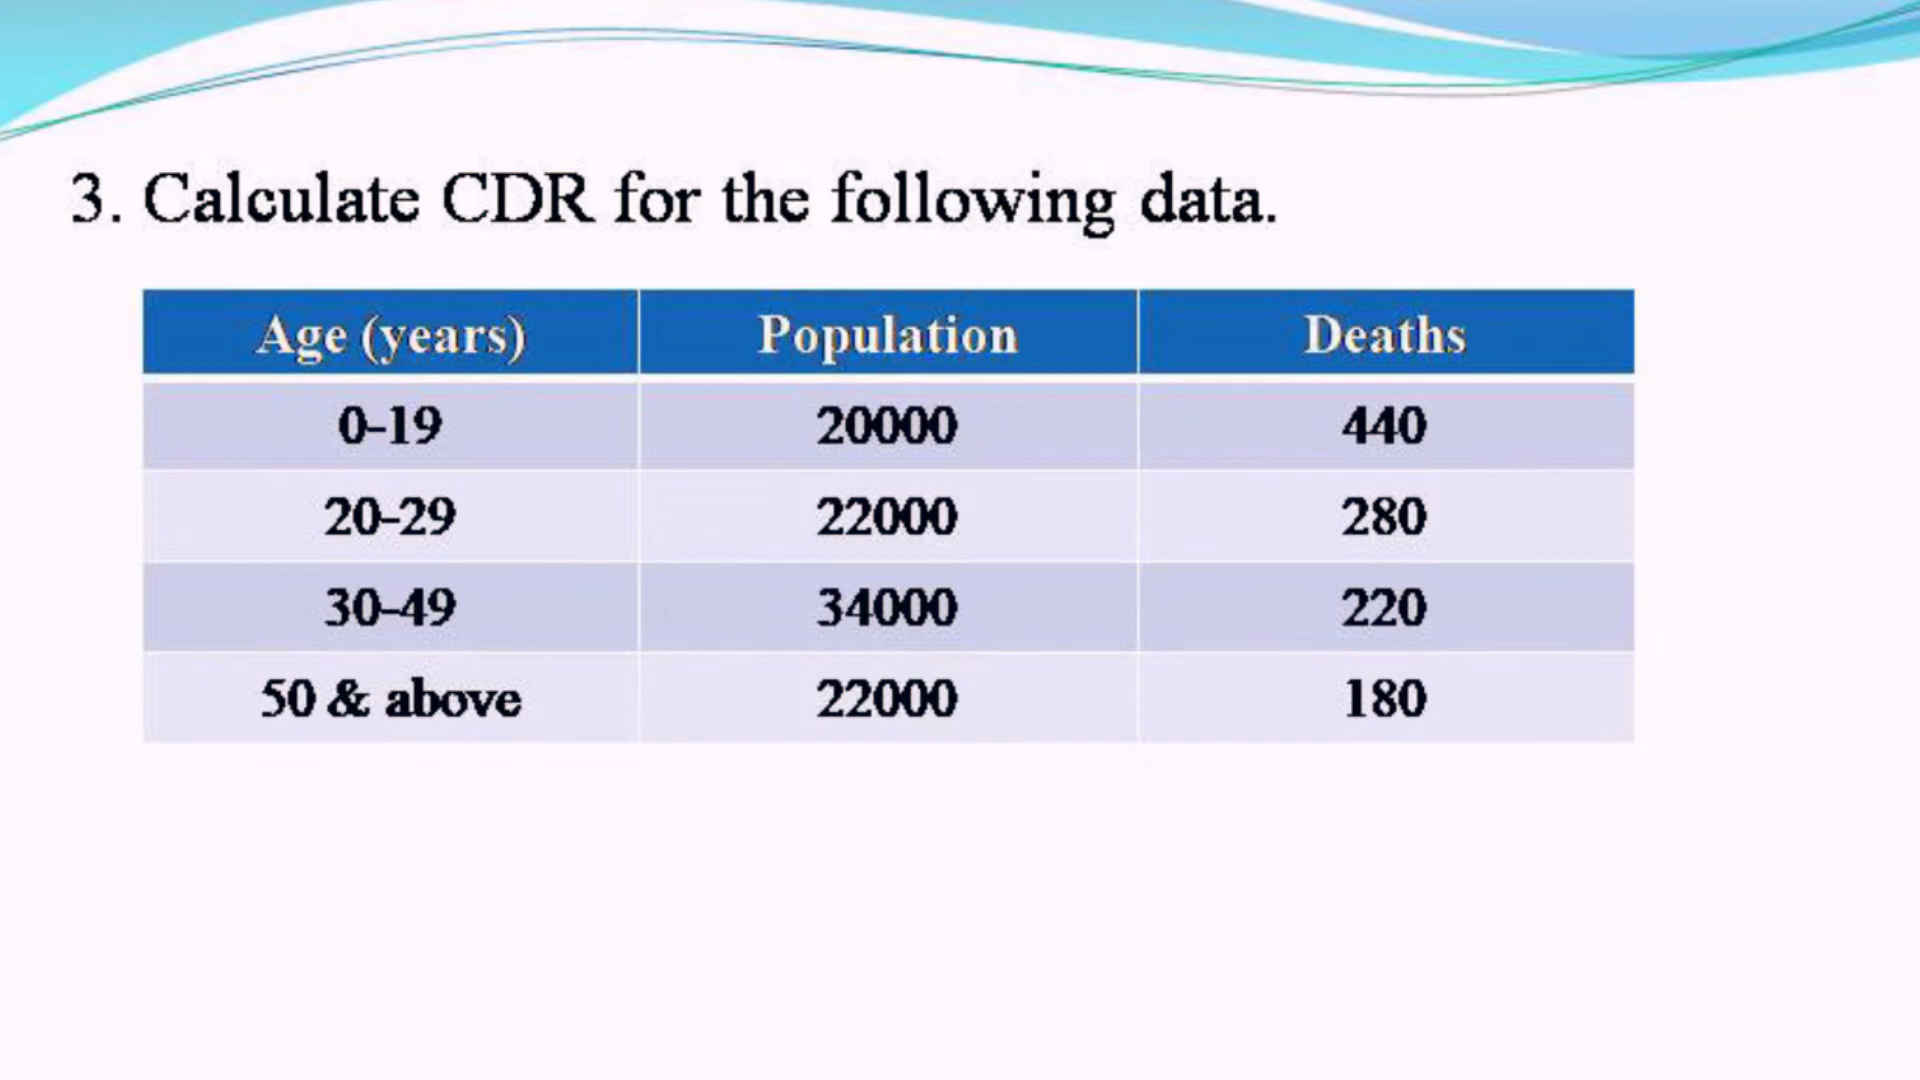 3. Calculate CDR for the following data.
Age (years) Population Deaths
0-19 20000 440
20-29 22000 280
30-49 34000 220
50 & above 22000 180